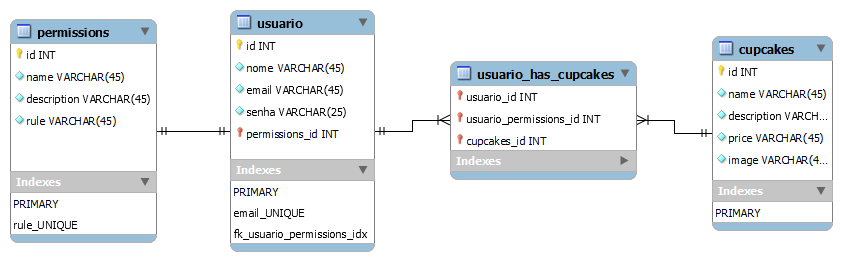 permissions
id INT
name VARCHAR(45)
description VARCHAR(45)
rule VARCHAR(45)
Indexes
PRIMARY
rule_UNIQUE
usuario
id INT
nome VARCHAR(45)
email VARCHAR(45)
senha VARCHAR(25)
permissions_id INT
Indexes
PRIMARY
email_UNIQUE
fk_usuario_permissions_idx
usuario_has_cupcakes
usuario_id INT
usuario_permissions_id INT
cupcakes_id INT
Indexes
cupcakes
id INT
name VARCHAR(45)
description VARCH...
price VARCHAR(45)
image VARCHAR(4...
Indexes
PRIMARY